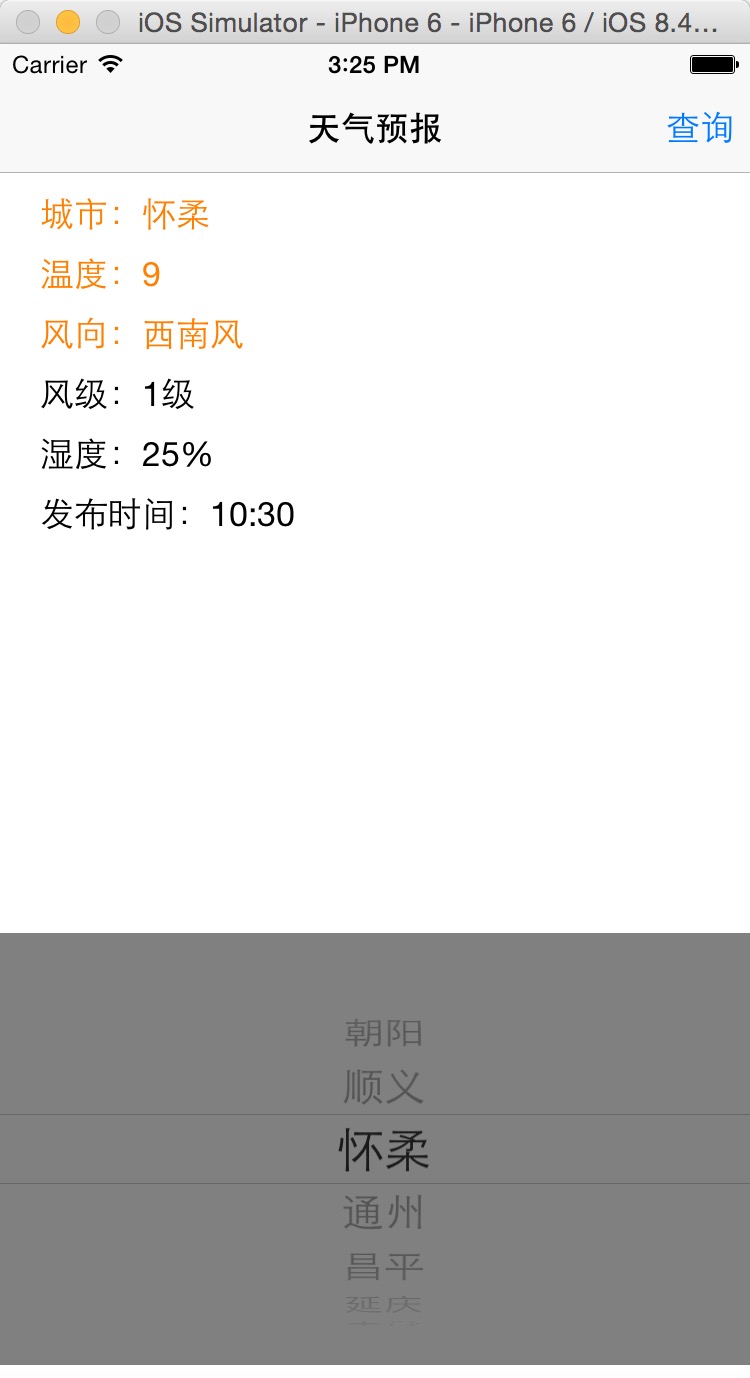 iOS Simulator - iPhone 6 - iPhone 6 / iOS 8.4...
Carrier 3:25 PM
天气预报 查询
城市：怀柔
温度：9
风向：西南风
风级：1级
湿度：25%
发布时间：10:30
朝阳
顺义
怀柔
通州
昌平
延庆